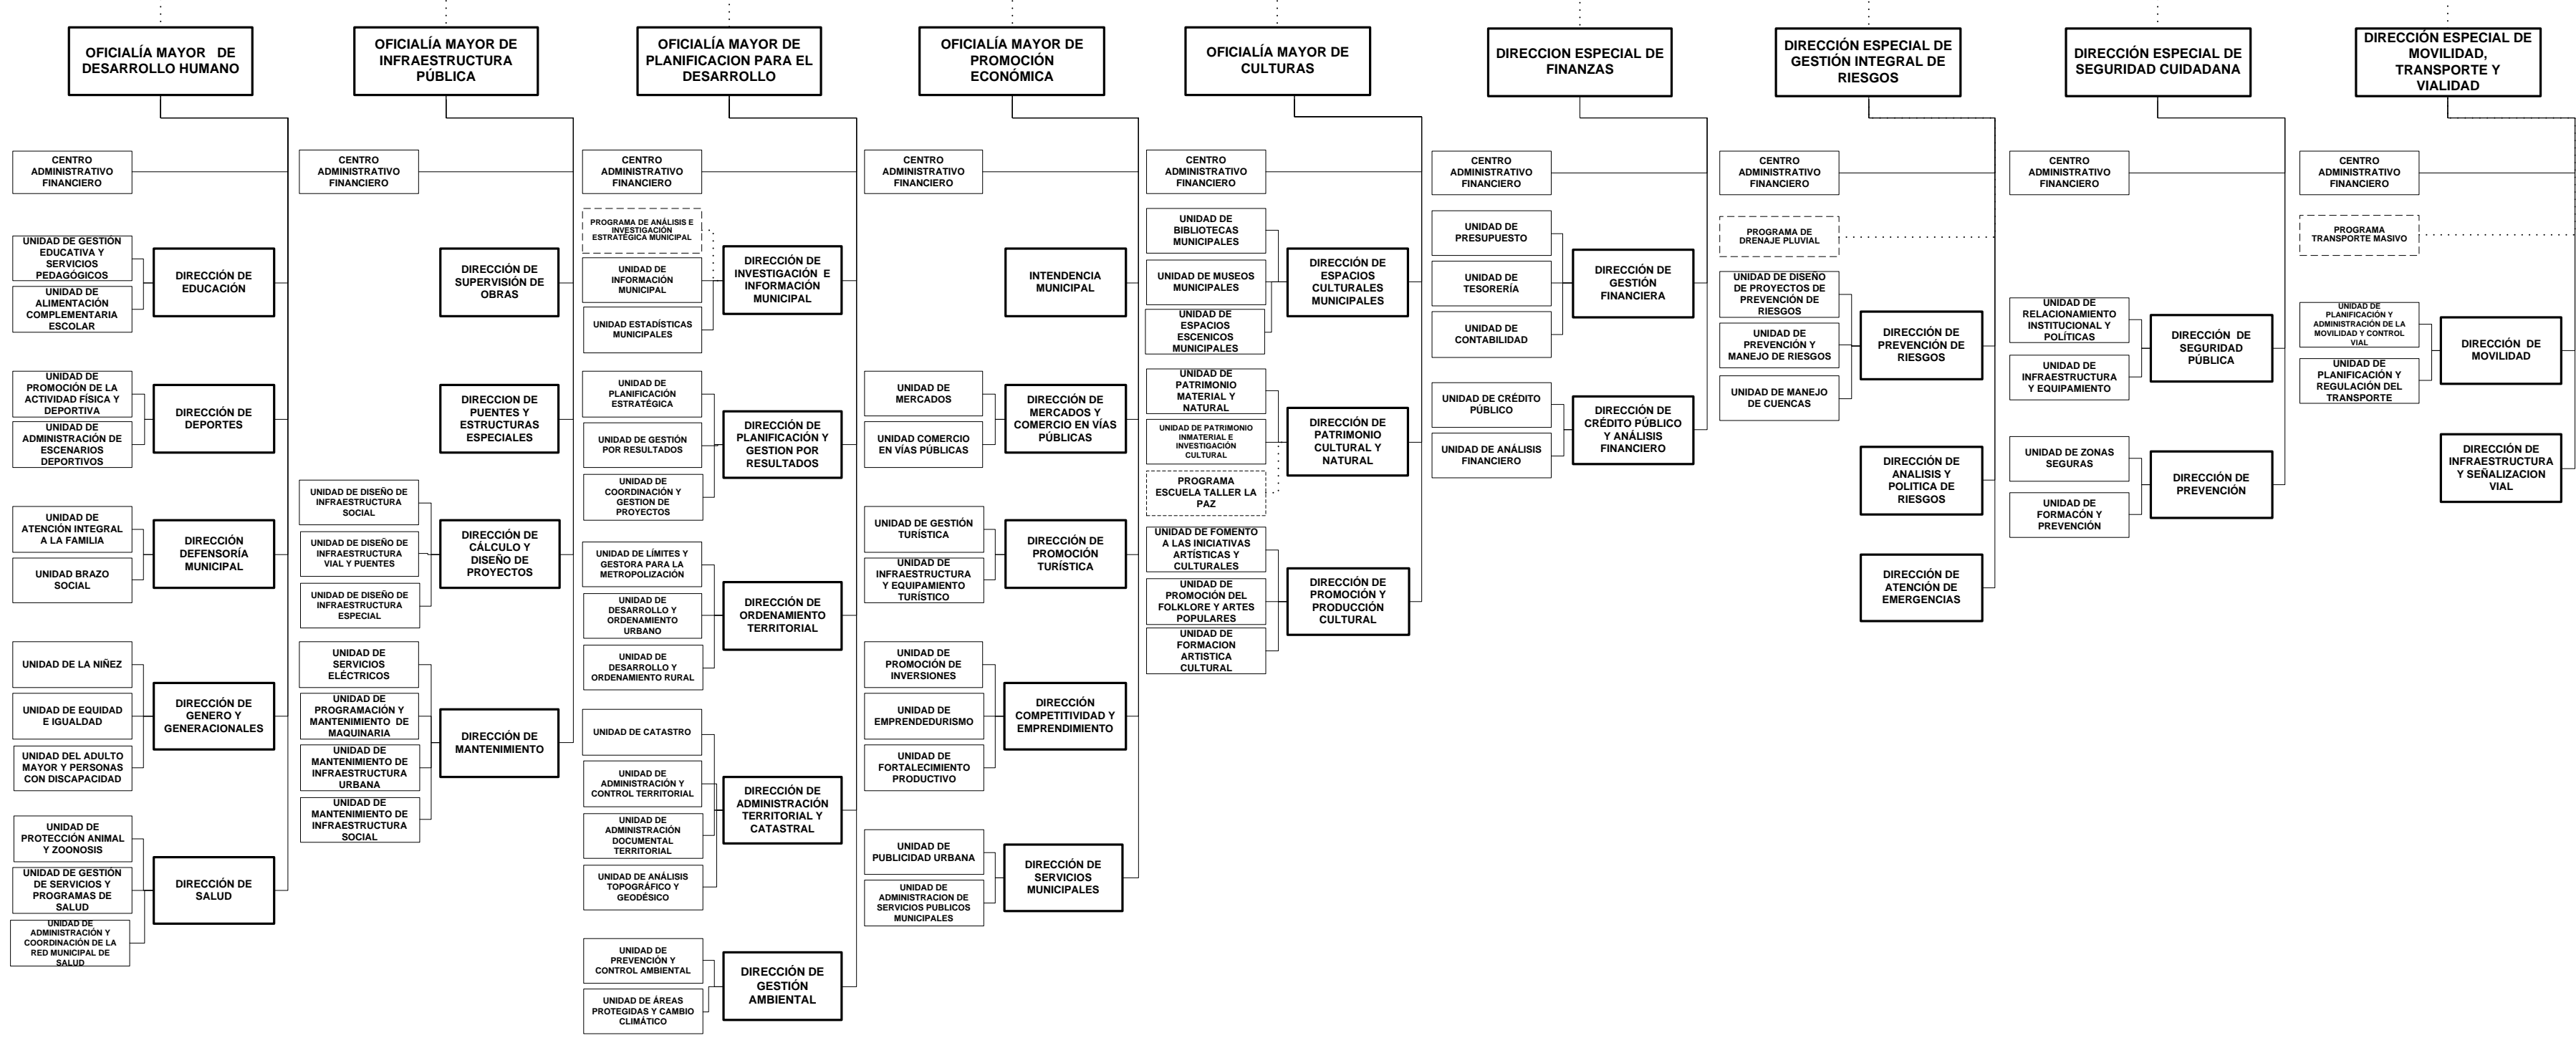 OFICIALÍA MAYOR DE
DESARROLLO HUMANO
CENTRO
ADMINISTRATIVO
FINANCIERO
UNIDAD DE GESTIÓN
EDUCATIVA Y
SERVICIOS
PEDAGÓGICOS
UNIDAD DE
ALIMENTACIÓN
COMPLEMENTARIA
ESCOLAR
DIRECCIÓN DE
EDUCACIÓN
UNIDAD DE
PROMOCIÓN DE LA
ACTIVIDAD FÍSICA Y
DEPORTIVA
UNIDAD DE
ADMINISTRACIÓN DE
ESCENARIOS
DEPORTIVOS
DIRECCIÓN DE
DEPORTES
UNIDAD DE
ATENCIÓN INTEGRAL
A LA FAMILIA
UNIDAD BRAZO
SOCIAL
DIRECCIÓN
DEFENSORÍA
MUNICIPAL
UNIDAD DE LA NIÑEZ
UNIDAD DE EQUIDAD
E IGUALDAD
UNIDAD DEL ADULTO
MAYOR Y PERSONAS
CON DISCAPACIDAD
DIRECCIÓN DE
GENERO Y
GENERACIONALES
UNIDAD DE
PROTECCIÓN ANIMAL
Y ZOONOSIS
UNIDAD DE GESTIÓN
DE SERVICIOS Y
PROGRAMAS DE
SALUD
UNIDAD DE
ADMINISTRACIÓN Y
COORDINACIÓN DE LA
RED MUNICIPAL DE
SALUD
DIRECCIÓN DE
SALUD
OFICIALÍA MAYOR DE
INFRAESTRUCTURA
PÚBLICA
CENTRO
ADMINISTRATIVO
FINANCIERO
DIRECCIÓN DE
SUPERVISIÓN DE
OBRAS
DIRECCION DE
PUENTES Y
ESTRUCTURAS
ESPECIALES
UNIDAD DE DISEÑO DE
INFRAESTRUCTURA
SOCIAL
UNIDAD DE DISEÑO DE
INFRAESTRUCTURA
VIAL Y PUENTES
UNIDAD DE DISEÑO DE
INFRAESTRUCTURA
ESPECIAL
DIRECCIÓN DE
CÁLCULO Y
DISEÑO DE
PROYECTOS
UNIDAD DE
SERVICIOS
ELÉCTRICOS
UNIDAD DE
PROGRAMACIÓN Y
MANTENIMIENTO DE
MAQUINARIA
UNIDAD DE
MANTENIMIENTO DE
INFRAESTRUCTURA
URBANA
UNIDAD DE
MANTENIMIENTO DE
INFRAESTRUCTURA
SOCIAL
DIRECCIÓN DE
MANTENIMIENTO
OFICIALÍA MAYOR DE
PLANIFICACION PARA EL
DESARROLLO
CENTRO
ADMINISTRATIVO
FINANCIERO
PROGRAMA DE ANÁLISIS E
INVESTIGACIÓN
ESTRATÉGICA MUNICIPAL
UNIDAD DE
INFORMACIÓN
MUNICIPAL
UNIDAD ESTADÍSTICAS
MUNICIPALES
DIRECCIÓN DE
INVESTIGACIÓN E
INFORMACIÓN
MUNICIPAL
UNIDAD DE
PLANIFICACIÓN
ESTRATÉGICA
UNIDAD DE GESTIÓN
POR RESULTADOS
UNIDAD DE
COORDINACIÓN Y
GESTION DE
PROYECTOS
DIRECCIÓN DE
PLANIFICACIÓN Y
GESTION POR
RESULTADOS
UNIDAD DE LÍMITES Y
GESTORA PARA LA
METROPOLIZACIÓN
UNIDAD DE
DESARROLLO Y
ORDENAMIENTO
URBANO
UNIDAD DE
DESARROLLO Y
ORDENAMIENTO RURAL
DIRECCIÓN DE
ORDENAMIENTO
TERRITORIAL
UNIDAD DE CATASTRO
UNIDAD DE
ADMINISTRACIÓN Y
CONTROL TERRITORIAL
UNIDAD DE
ADMINISTRACIÓN
DOCUMENTAL
TERRITORIAL
UNIDAD DE ANÁLISIS
TOPOGRÁFICO Y
GEODÉSICO
DIRECCIÓN DE
ADMINISTRACIÓN
TERRITORIAL Y
CATASTRAL
UNIDAD DE
PREVENCIÓN Y
CONTROL AMBIENTAL
UNIDAD DE ÁREAS
PROTEGIDAS Y CAMBIO
CLIMÁTICO
DIRECCIÓN DE
GESTIÓN
AMBIENTAL
OFICIALÍA MAYOR DE
PROMOCIÓN
ECONÓMICA
CENTRO
ADMINISTRATIVO
FINANCIERO
INTENDENCIA
MUNICIPAL
UNIDAD DE
MERCADOS
UNIDAD COMERCIO
EN VÍAS PÚBLICAS
DIRECCIÓN DE
MERCADOS Y
COMERCIO EN VÍAS
PÚBLICAS
UNIDAD DE GESTIÓN
TURÍSTICA
UNIDAD DE
INFRAESTRUCTURA
Y EQUIPAMIENTO
TURÍSTICO
DIRECCIÓN DE
PROMOCIÓN
TURÍSTICA
UNIDAD DE
PROMOCIÓN DE
INVERSIONES
UNIDAD DE
EMPRENDEDURISMO
UNIDAD DE
FORTALECIMIENTO
PRODUCTIVO
DIRECCIÓN
COMPETITIVIDAD Y
EMPRENDIMIENTO
UNIDAD DE
PUBLICIDAD URBANA
UNIDAD DE
ADMINISTRACION DE
SERVICIOS PUBLICOS
MUNICIPALES
DIRECCIÓN DE
SERVICIOS
MUNICIPALES
OFICIALÍA MAYOR DE
CULTURAS
CENTRO
ADMINISTRATIVO
FINANCIERO
UNIDAD DE
BIBLIOTECAS
MUNICIPALES
UNIDAD DE MUSEOS
MUNICIPALES
UNIDAD DE
ESPACIOS
ESCENICOS
MUNICIPALES
DIRECCIÓN DE
ESPACIOS
CULTURALES
MUNICIPALES
UNIDAD DE
PATRIMONIO
MATERIAL Y
NATURAL
UNIDAD DE PATRIMONIO
INMATERIAL E
INVESTIGACIÓN
CULTURAL
PROGRAMA
ESCUELA TALLER LA
PAZ
DIRECCIÓN DE
PATRIMONIO
CULTURAL Y
NATURAL
UNIDAD DE FOMENTO
A LAS INICIATIVAS
ARTÍSTICAS Y
CULTURALES
UNIDAD DE
PROMOCIÓN DEL
FOLKLORE Y ARTES
POPULARES
UNIDAD DE
FORMACION
ARTISTICA
CULTURAL
DIRECCIÓN DE
PROMOCIÓN Y
PRODUCCIÓN
CULTURAL
DIRECCION ESPECIAL DE
FINANZAS
CENTRO
ADMINISTRATIVO
FINANCIERO
UNIDAD DE
PRESUPUESTO
UNIDAD DE
TESORERÍA
UNIDAD DE
CONTABILIDAD
DIRECCIÓN DE
GESTIÓN
FINANCIERA
UNIDAD DE CRÉDITO
PÚBLICO
UNIDAD DE ANÁLISIS
FINANCIERO
DIRECCIÓN DE
CRÉDITO PÚBLICO
Y ANÁLISIS
FINANCIERO
DIRECCIÓN ESPECIAL DE
GESTIÓN INTEGRAL DE
RIESGOS
CENTRO
ADMINISTRATIVO
FINANCIERO
PROGRAMA DE
DRENAJE PLUVIAL
UNIDAD DE DISEÑO
DE PROYECTOS DE
PREVENCIÓN DE
RIESGOS
UNIDAD DE
PREVENCIÓN Y
MANEJO DE RIESGOS
UNIDAD DE MANEJO
DE CUENCAS
DIRECCIÓN DE
PREVENCIÓN DE
RIESGOS
DIRECCIÓN DE
ANALISIS Y
POLITICA DE
RIESGOS
DIRECCIÓN DE
ATENCIÓN DE
EMERGENCIAS
DIRECCIÓN ESPECIAL DE
SEGURIDAD CUIDADANA
CENTRO
ADMINISTRATIVO
FINANCIERO
UNIDAD DE
RELACIONAMIENTO
INSTITUCIONAL Y
POLÍTICAS
UNIDAD DE
INFRAESTRUCTURA
Y EQUIPAMIENTO
DIRECCIÓN DE
SEGURIDAD
PÚBLICA
UNIDAD DE ZONAS
SEGURAS
UNIDAD DE
FORMACÓN Y
PREVENCIÓN
DIRECCIÓN DE
PREVENCIÓN
DIRECCIÓN ESPECIAL DE
MOVILIDAD,
TRANSPORTE Y
VIALIDAD
CENTRO
ADMINISTRATIVO
FINANCIERO
PROGRAMA
TRANSPORTE MASIVO
UNIDAD DE
PLANIFICACIÓN Y
ADMINISTRACIÓN DE LA
MOVILIDAD Y CONTROL
VIAL
UNIDAD DE
PLANIFICACIÓN Y
REGULACIÓN DEL
TRANSPORTE
DIRECCIÓN DE
MOVILIDAD
DIRECCIÓN DE
INFRAESTRUCTURA
Y SEÑALIZACION
VIAL